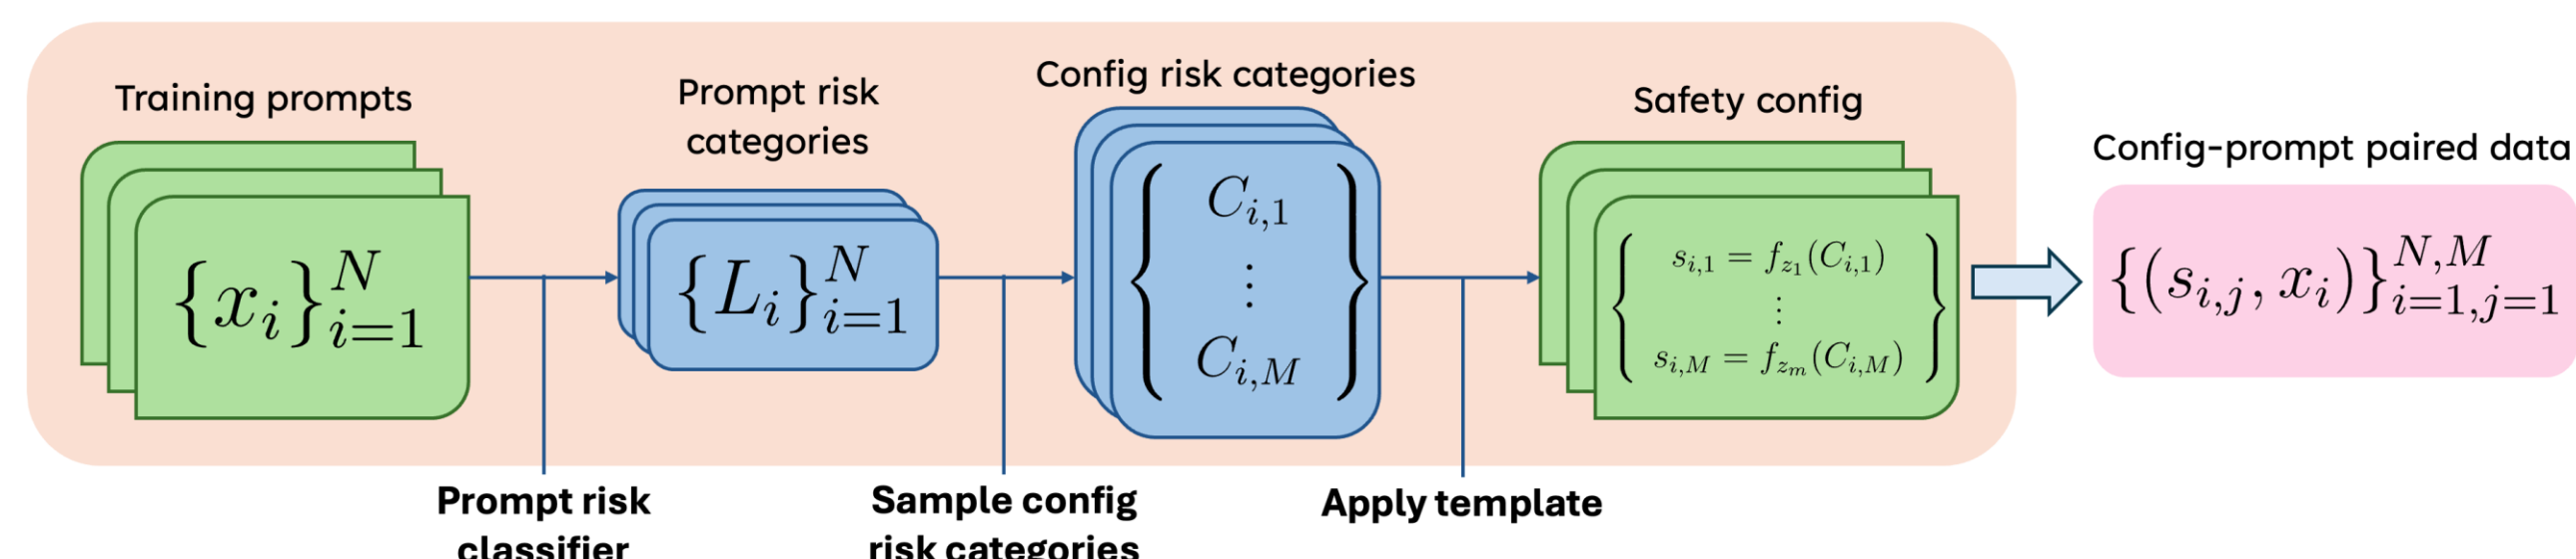 Training prompts
{x_i}_{i=1}^N
Prompt risk
categories
{L_i}_{i=1}^N
Config risk categories
C_{i,1}
⋮
C_{i,M}
Safety config
s_{i,1} = f_{z_1}(C_{i,1})
⋮
s_{i,M} = f_{z_m}(C_{i,M})
Config-prompt paired data
{(s_{i,j}, x_i)}_{i=1,j=1}^{N,M}
Prompt risk
classifier
Sample config
risk categories
Apply template